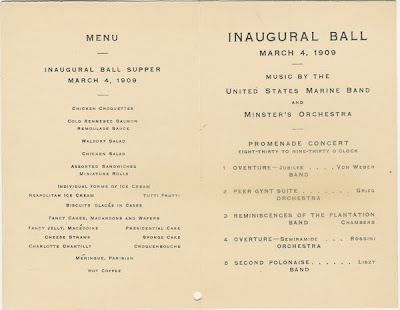 MENU
INAUGURAL BALL SUPPER
MARCH 4, 1909
CHICKEN CROQUETTES
COLD KENNEBEC SALMON
REMOULADE SAUCE
WALDORF SALAD
CHICKEN SALAD
ASSORTED SANDWICHES
MINIATURE ROLLS
INDIVIDUAL FORMS OF ICE CREAM
NEAPOLITAN ICE CREAM TUTTI FRUTTI
BISCUITS GLACÉS IN CASES
FANCY CAKES, MACAROONS AND WAFERS
FANCY JELLY, MACEDOINE PRESIDENTIAL CAKE
CHEESE STRAWS SPONGE CAKE
CHARLOTTE CHANTILLY CROQUENBOUCHE
MERINGUE, PARISIAN
HOT COFFEE
INAUGURAL BALL
MARCH 4, 1909
MUSIC BY THE
UNITED STATES MARINE BAND
AND
MINSTER'S ORCHESTRA
PROMENADE CONCERT
EIGHT-THIRTY TO NINE-THIRTY O'CLOCK
1 OVERTURE—JUBILEE . . . . VON WEBER
BAND
2 PEER GYNT SUITE . . . . . . . GRIEG
ORCHESTRA
3 REMINISCENCES OF THE PLANTATION
BAND CHAMBERS
4 OVERTURE—SEMIRAMIDE . . . ROSSINI
ORCHESTRA
5 SECOND POLONAISE . . . . . . LISZT
BAND